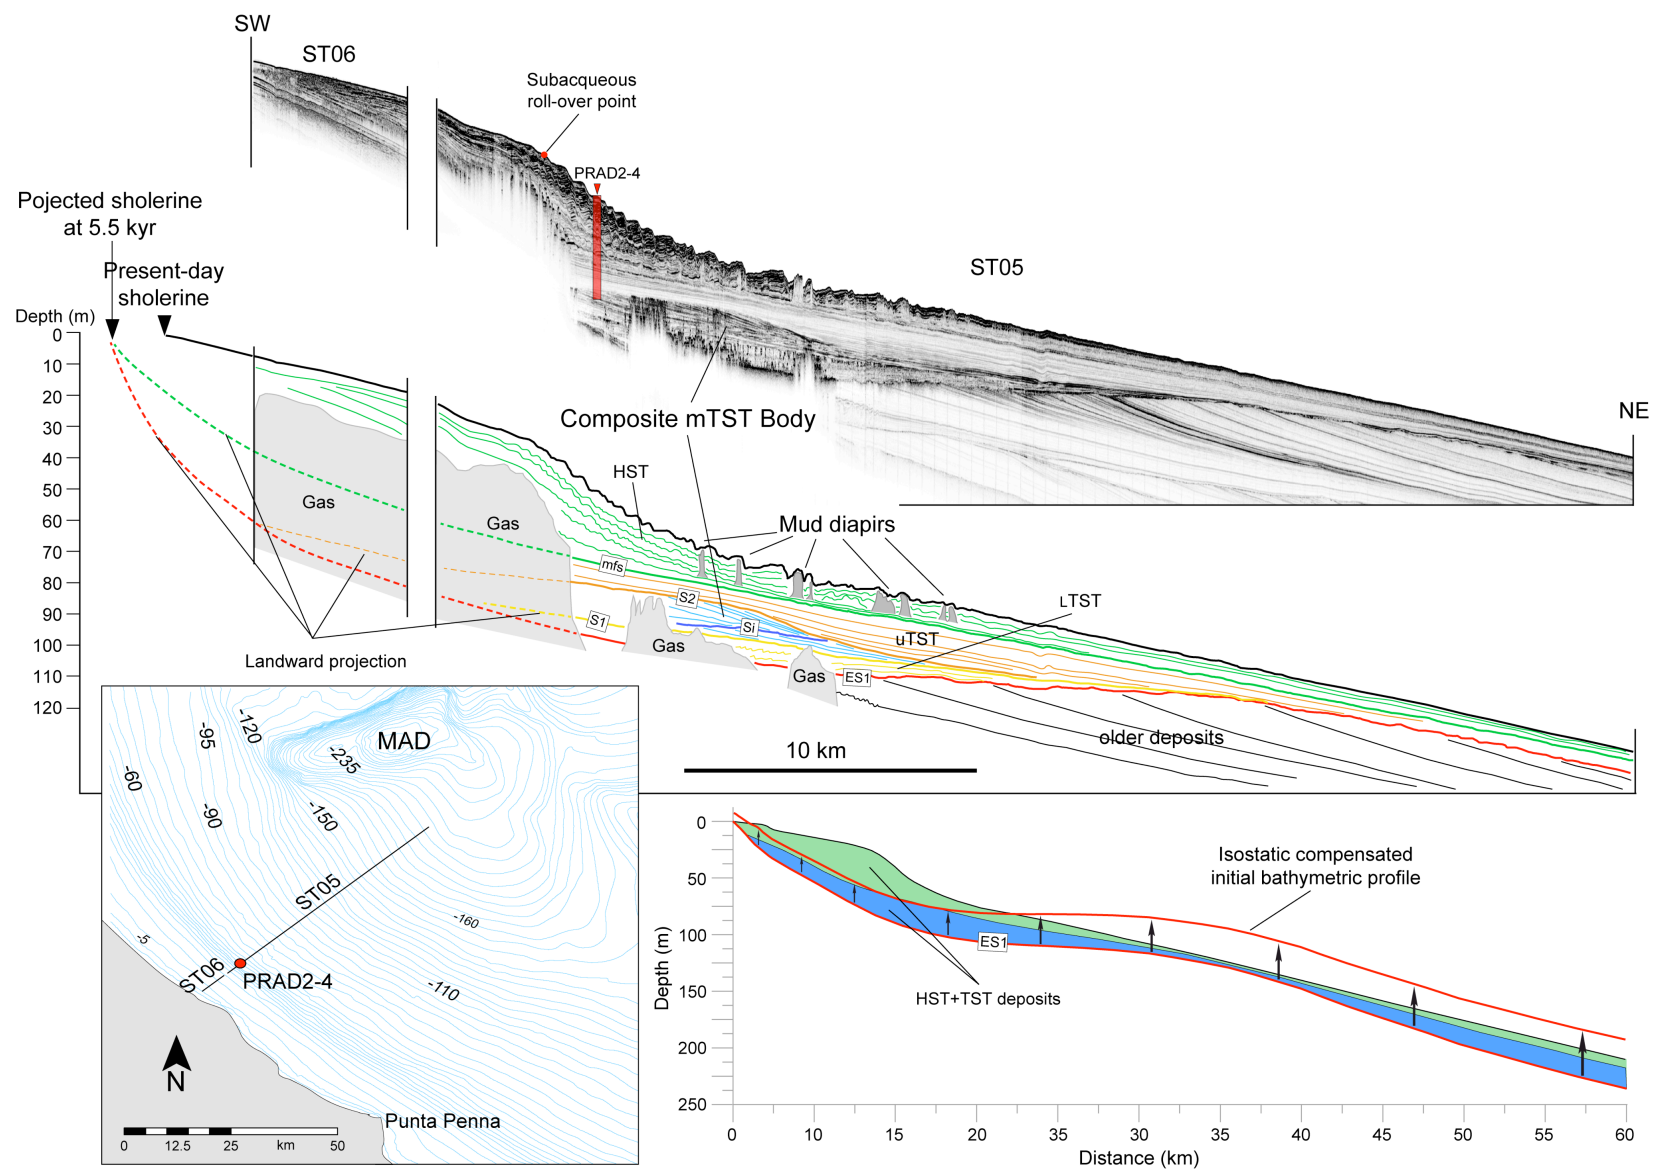 SW
ST06
Subacqueous
roll-over point
PRAD2-4
Pojected sholerine
at 5.5 kyr
Present-day
sholerine
ST05
Depth (m)
0
10
20
30
40
50
60
70
80
90
100
110
120
NE
Composite mTST Body
HST
Mud diapirs
Gas
Gas
mfs
S2
S1
Si
LTST
uTST
Gas
Gas
ES1
Landward projection
older deposits
10 km
MAD
-120
-95
-235
-60
-90
-150
ST05
-160
-5
ST06
PRAD2-4
-110
N
Punta Penna
0
12.5
25
km
50
0
50
100
150
200
250
Depth (m)
Isostatic compensated
initial bathymetric profile
ES1
HST+TST deposits
0
10
15
20
25
35
30
35
40
45
50
55
60
Distance (km)